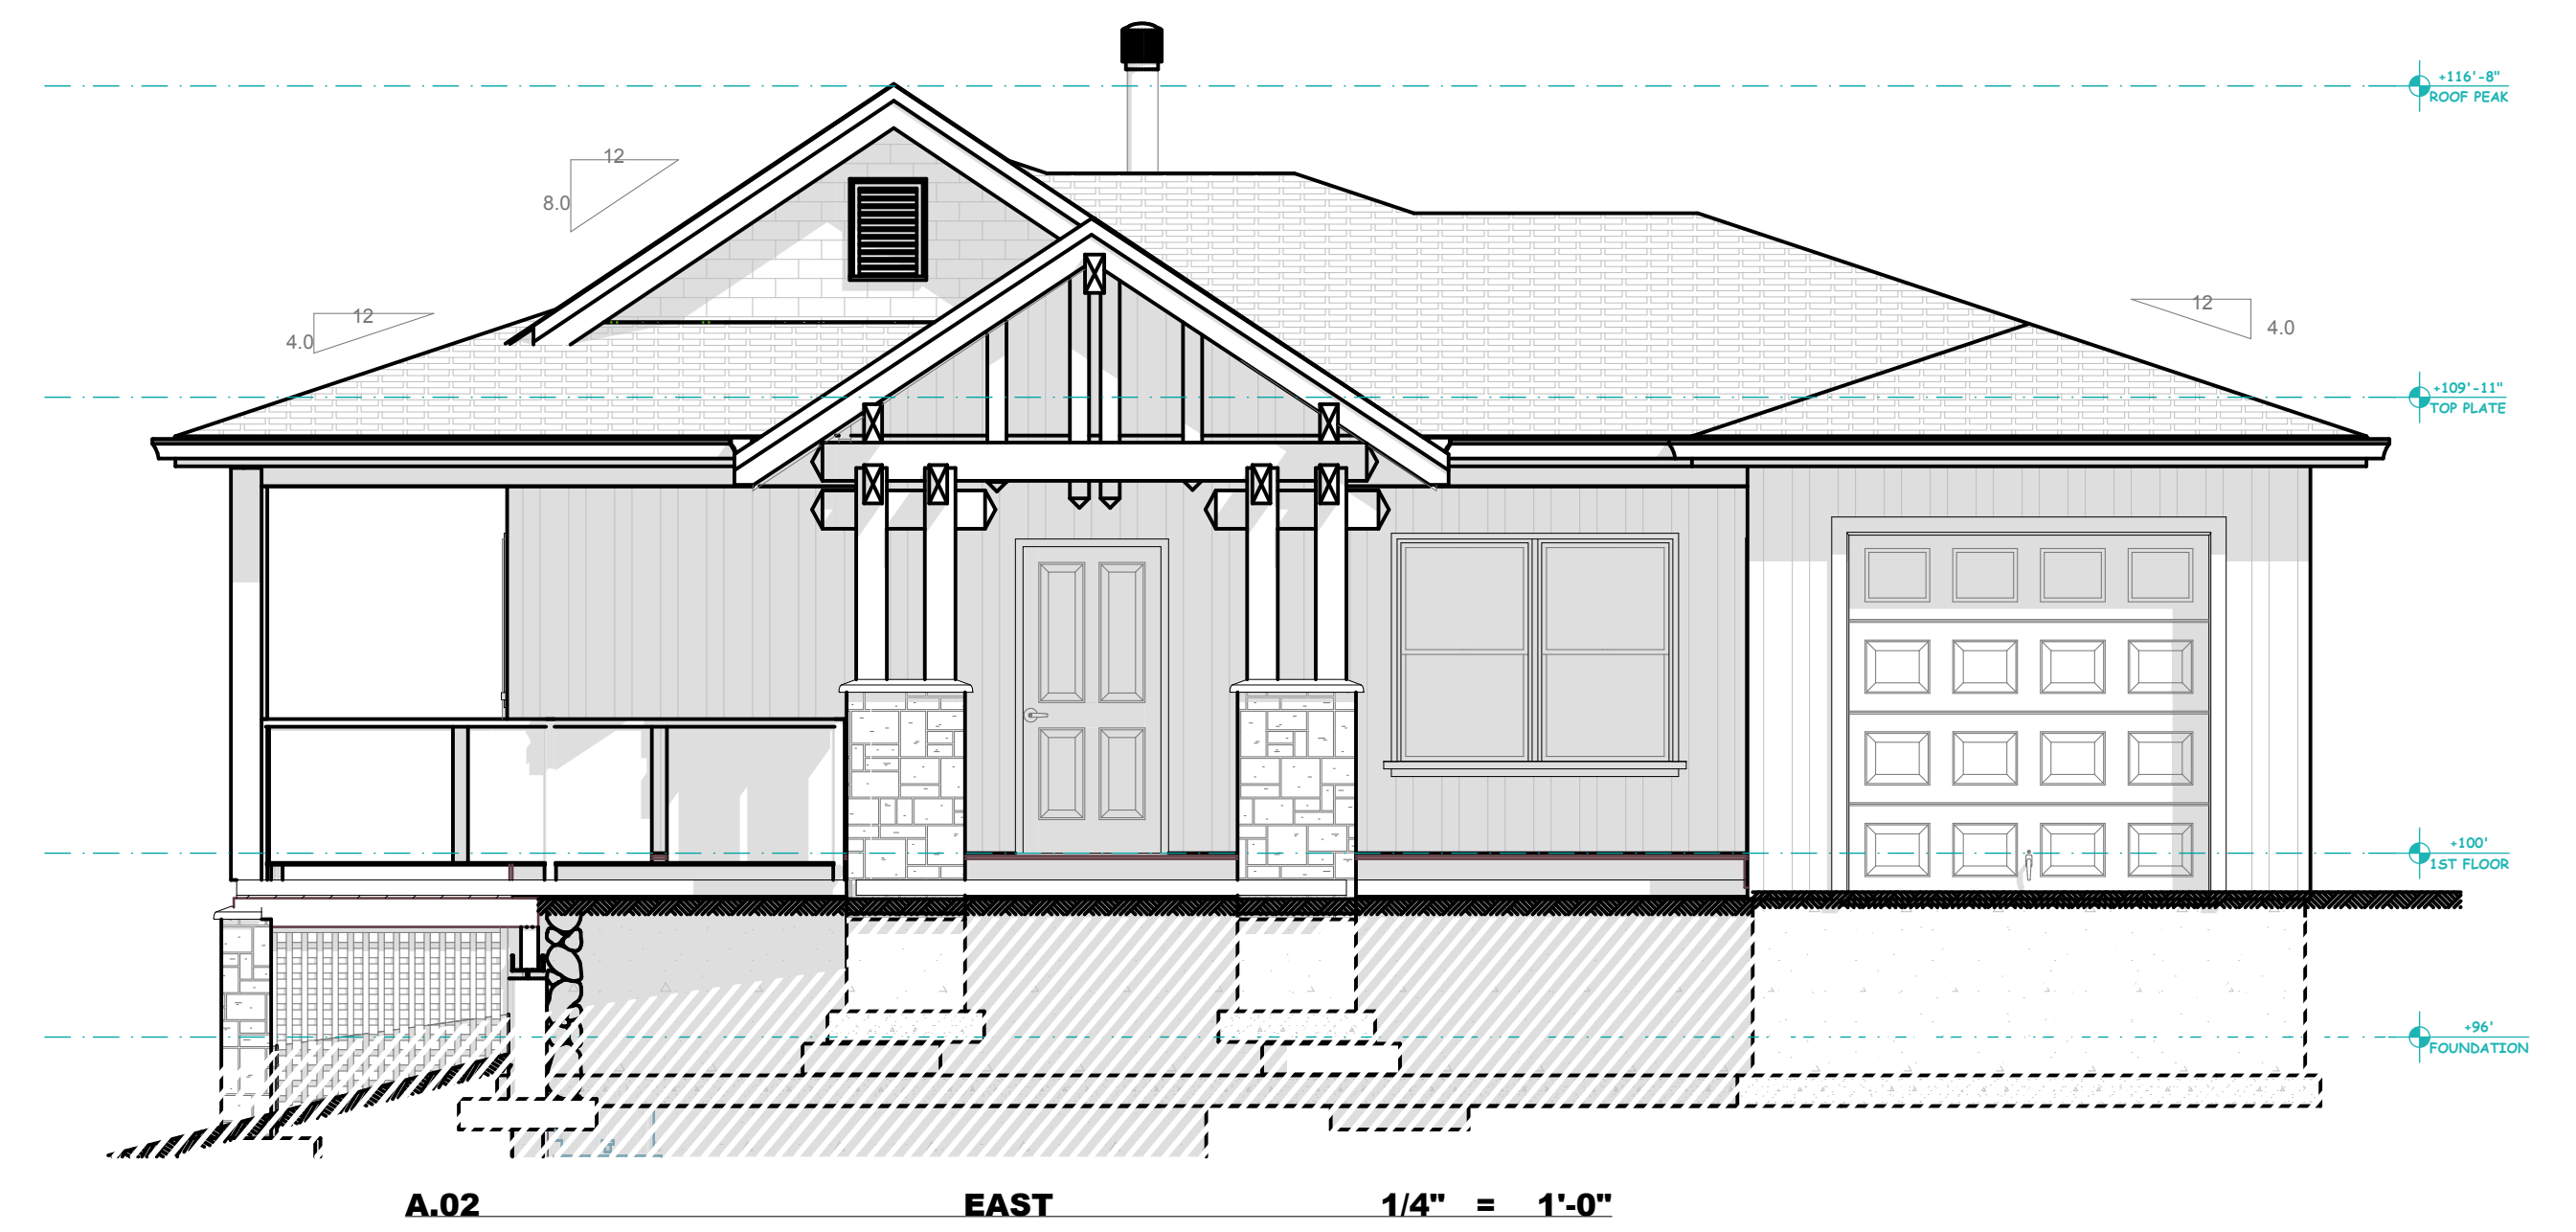 +116'-8"
ROOF PEAK
12
8.0
12
4.0
12
4.0
+109'-11"
TOP PLATE
+100'
1ST FLOOR
+96'
FOUNDATION
A.02 EAST 1/4" = 1'-0"